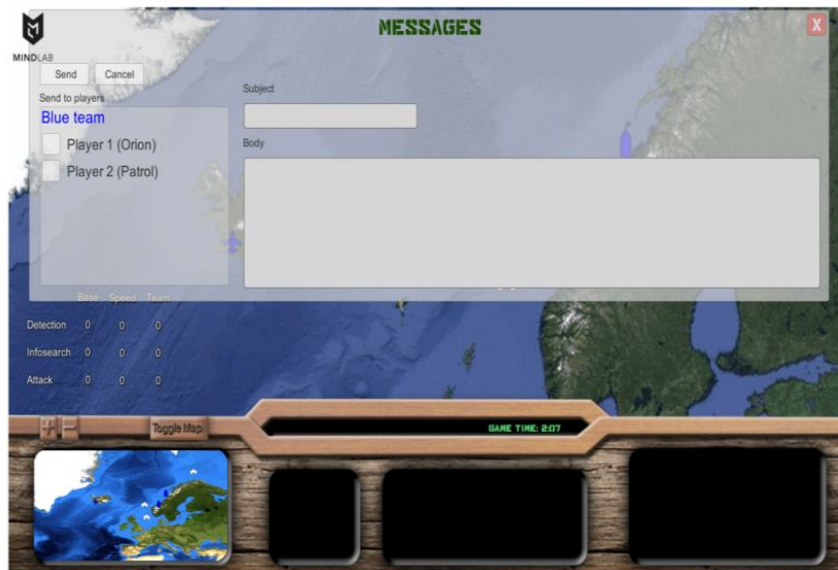 MESSAGES
X
MINDLAB
Send Cancel
Send to players
Subject
Blue team
Player 1 (Orion)
Body
Player 2 (Patrol)
Base Speed Team
Detection 0 0 0
Infosearch 0 0 0
Attack 0 0 0
+ - Toggle Map
GAME TIME: 2:07